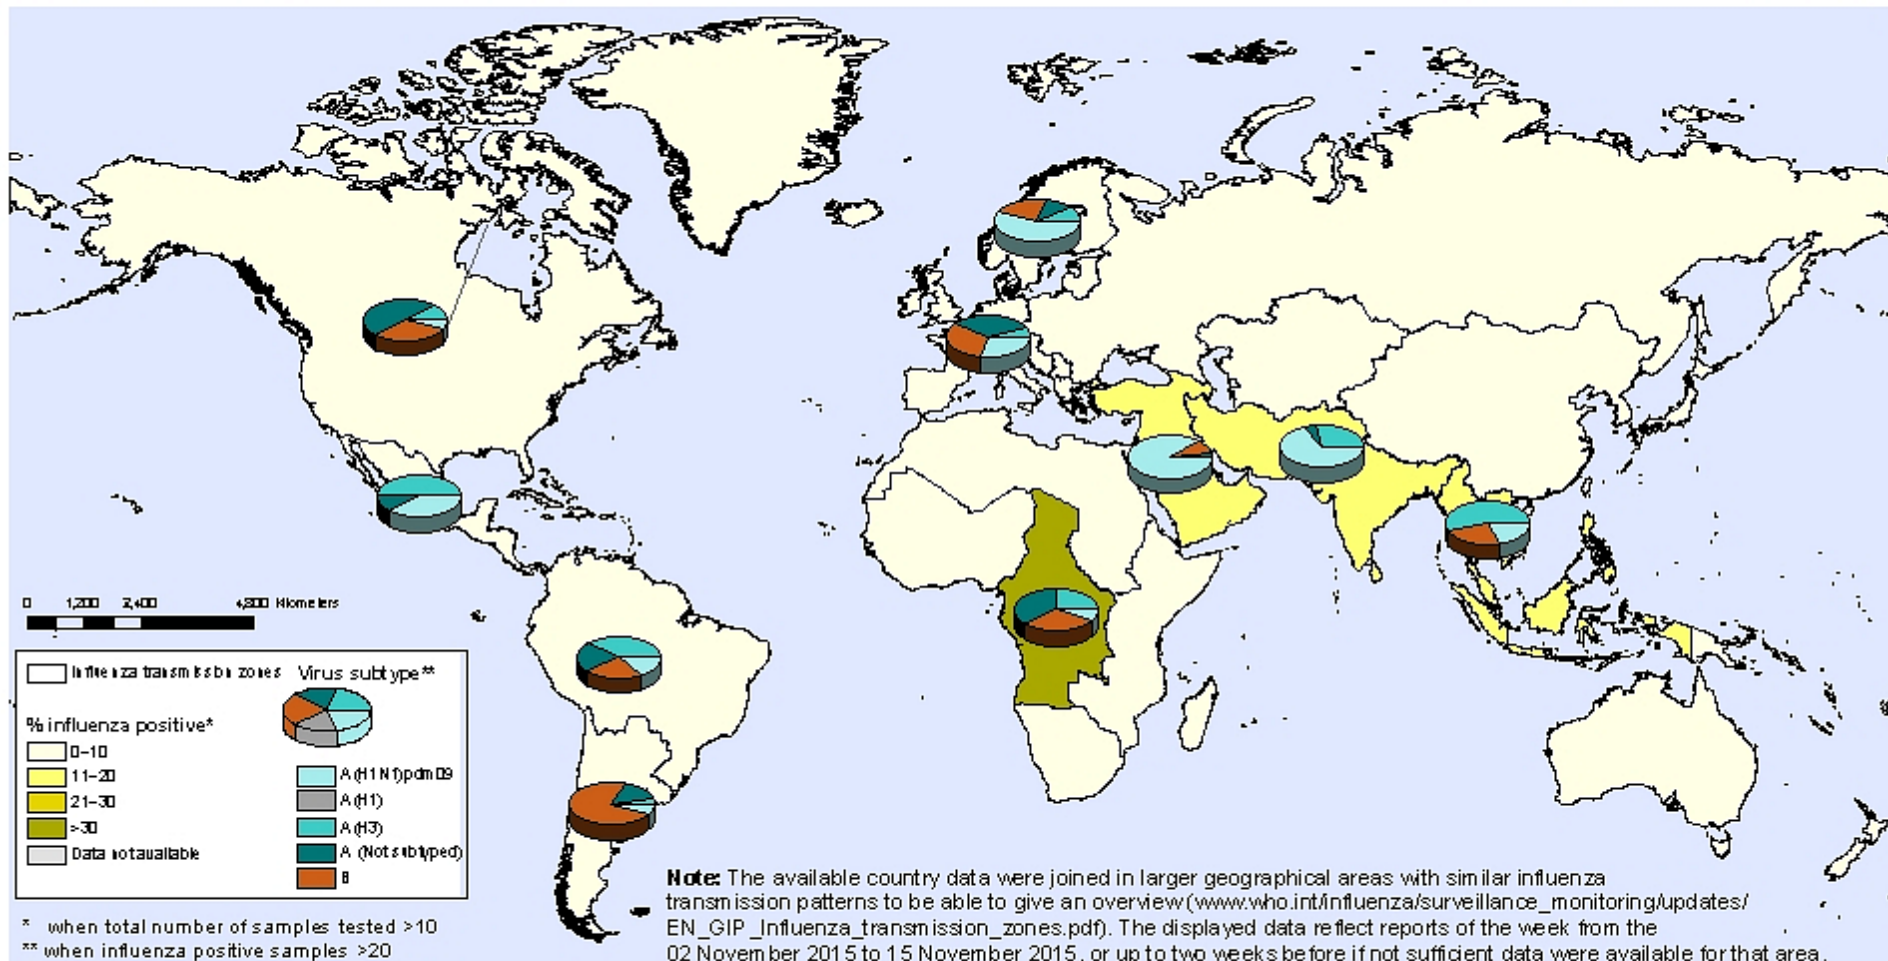 0 1,200 2,400 4,800 Kilometers
Influenza transmission zones
Virus subtype**
% influenza positive*
0-10
11-20
21-30
>30
Data not available
A(H1N1)pdm09
A(H1)
A(H3)
A (Not subtyped)
B
* when total number of samples tested >10
** when influenza positive samples >20
Note: The available country data were joined in larger geographical areas with similar influenza
transmission patterns to be able to give an overview (www.who.int/influenza/surveillance_monitoring/updates/
EN_GIP_Influenza_transmission_zones.pdf). The displayed data reflect reports of the week from the
02 November 2015 to 15 November 2015, or up to two weeks before if not sufficient data were available for that area.